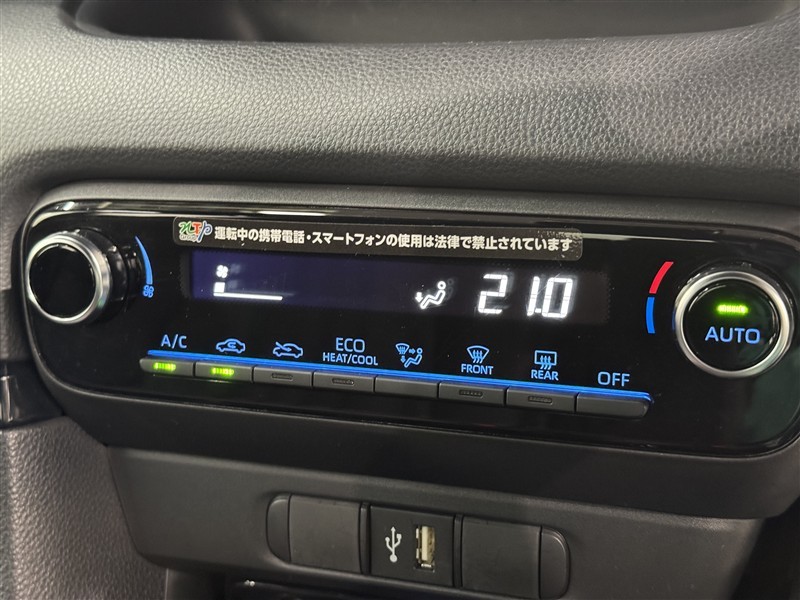 運転中の携帯電話・スマートフォンの使用は法律で禁止されています
21.0
AUTO
A/C
ECO
HEAT/COOL
FRONT
REAR
OFF